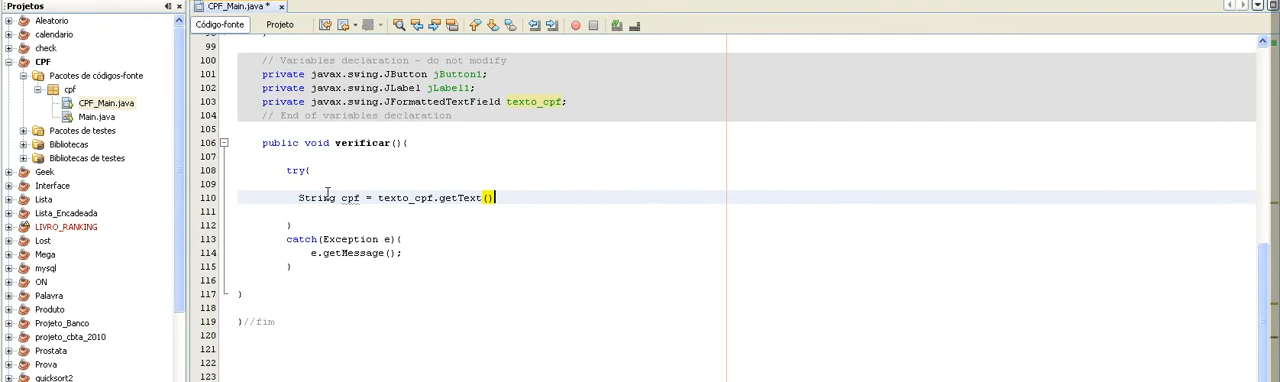 Projetos
CPF_Main.java *
Aleatorio
calendario
check
CPF
Pacotes de códigos-fonte
cpf
CPF_Main.java
Main.java
Pacotes de testes
Bibliotecas
Bibliotecas de testes
Geek
Interface
Lista
Lista_Encadeada
LIVRO_RANKING
Lost
Mega
mysql
ON
Palavra
Produto
Projeto_Banco
projeto_cbta_2010
Prostata
Prova
quicksort2
Código-fonte
Projeto
99
100 // Variables declaration - do not modify
101 private javax.swing.JButton jButton1;
102 private javax.swing.JLabel jLabel1;
103 private javax.swing.JFormattedTextField texto_cpf;
104 // End of variables declaration
105
106 public void verificar(){
107
108 try{
109
110 String cpf = texto_cpf.getText()
111
112 }
113 catch(Exception e){
114 e.getMessage();
115 }
116
117 }
118
119 }//fim
120
121
122
123